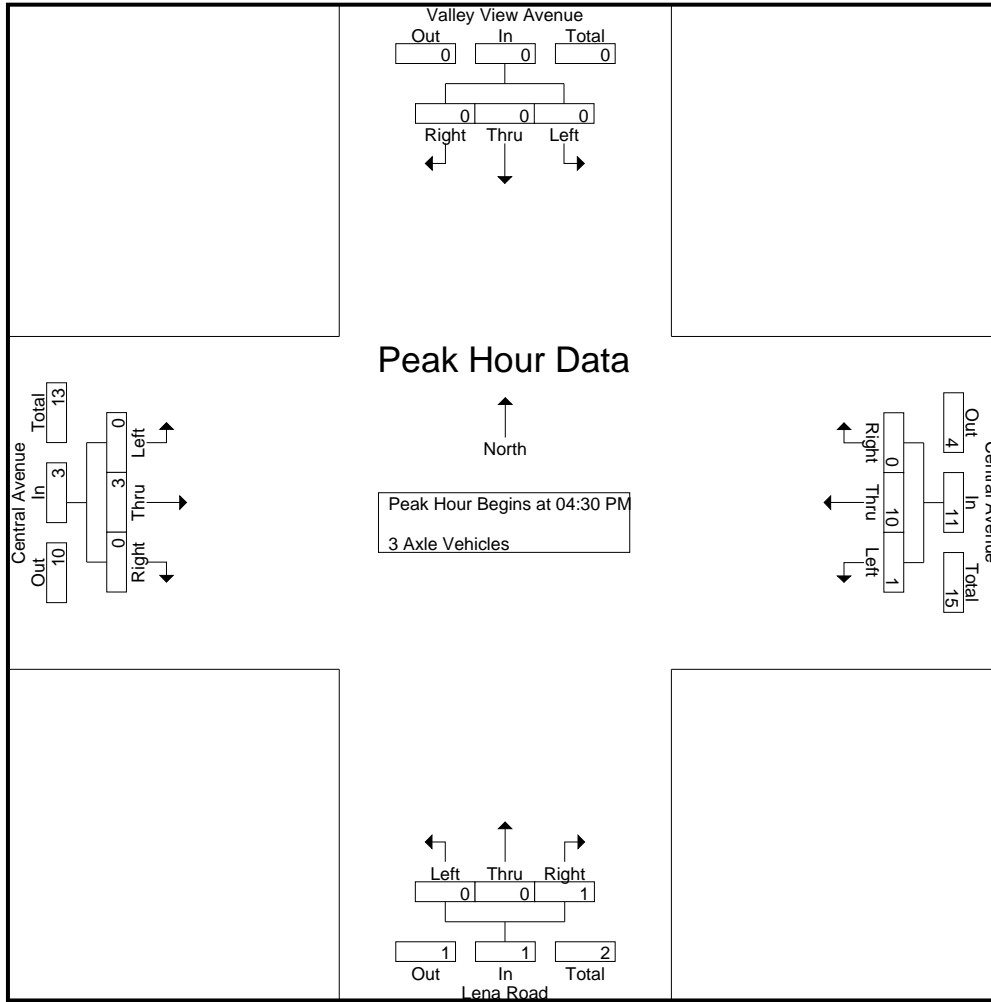 Valley View Avenue
Out In Total
0 0 0
0 0 0
Right Thru Left
Peak Hour Data
North
Peak Hour Begins at 04:30 PM
3 Axle Vehicles
Central Avenue
Out In Total
10 3 13
Right Thru Left
0 3 0
Central Avenue
Out In Total
4 11 15
Right Thru Left
0 10 1
Left Thru Right
0 0 1
1 1 2
Out In Total
Lena Road